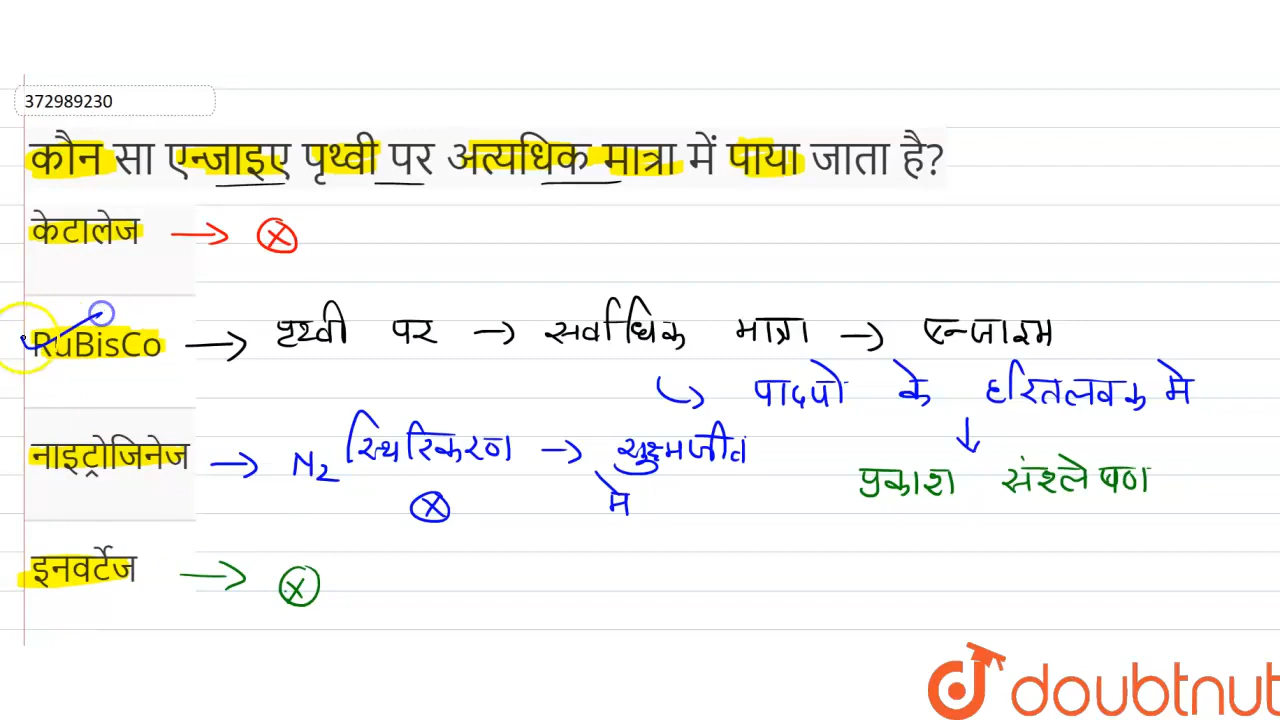 372989230
कौन सा एन्जाइए पृथ्वी पर अत्यधिक मात्रा में पाया जाता है?
केटालेज → ⓧ
RuBisCo → पृथ्वी पर → सर्वाधिक मात्रा → एन्जाइम
↳ पादपों के हरितलवक में
↓
नाइट्रोजिनेज → N2 स्थिरिकरण → सुक्ष्मजीव
में
ⓧ
प्रकाश संश्लेषण
इनवर्टेज → ⓧ
doubtnut